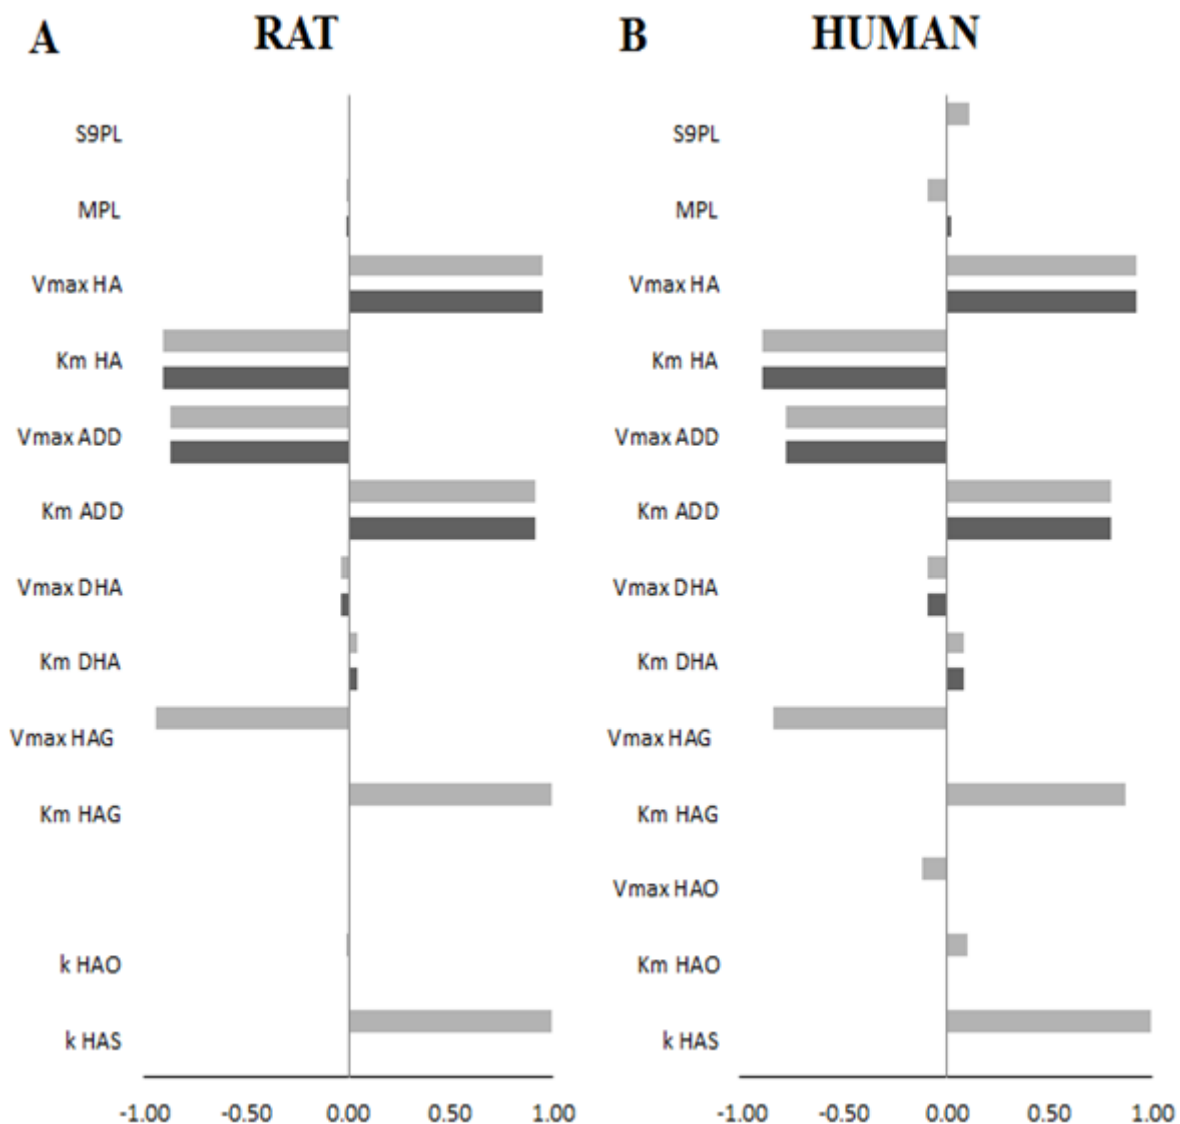 A RAT
S9PL
MPL
Vmax HA
Km HA
Vmax ADD
Km ADD
Vmax DHA
Km DHA
Vmax HAG
Km HAG
k HAO
k HAS
-1.00 -0.50 0.00 0.50 1.00
B HUMAN
S9PL
MPL
Vmax HA
Km HA
Vmax ADD
Km ADD
Vmax DHA
Km DHA
Vmax HAG
Km HAG
Vmax HAO
Km HAO
k HAS
-1.00 -0.50 0.00 0.50 1.00